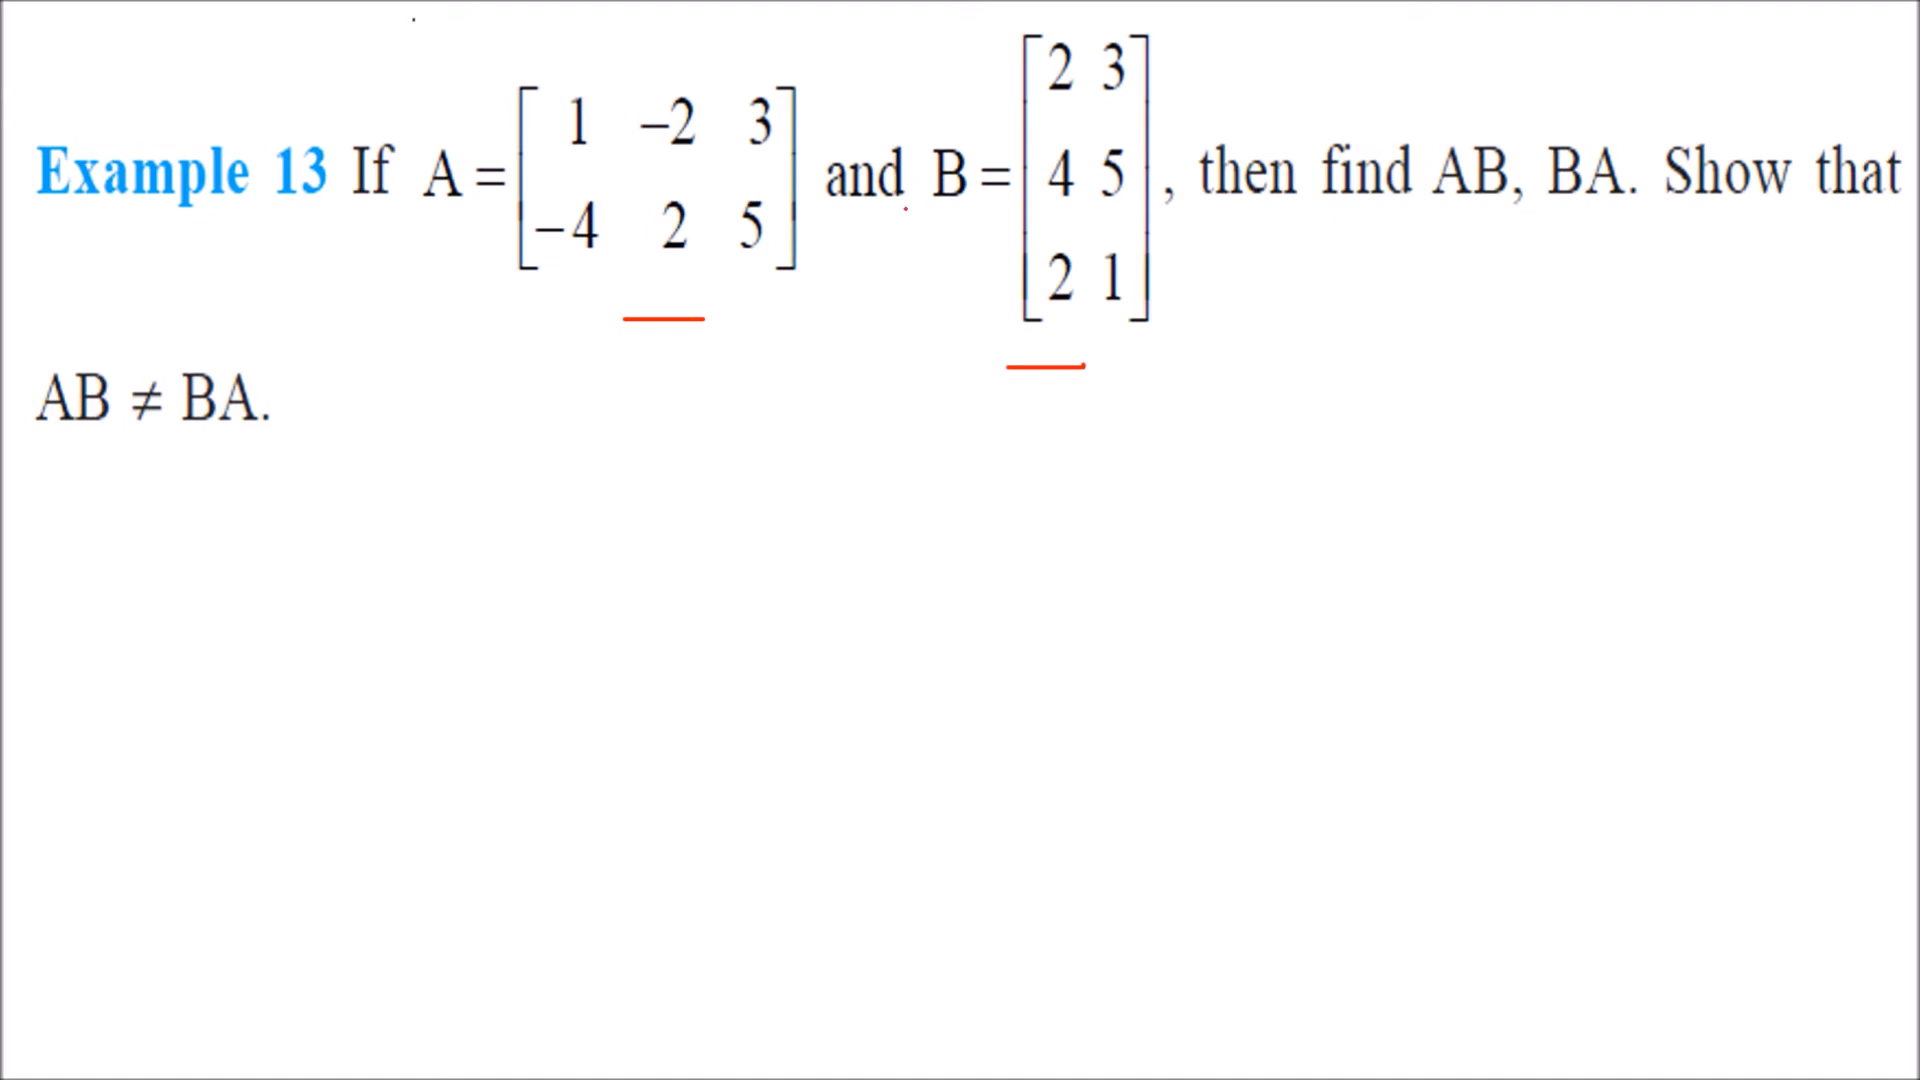 Example 13 If A = [1 –2 3; –4 2 5] and B = [2 3; 4 5; 2 1], then find AB, BA. Show that
AB ≠ BA.